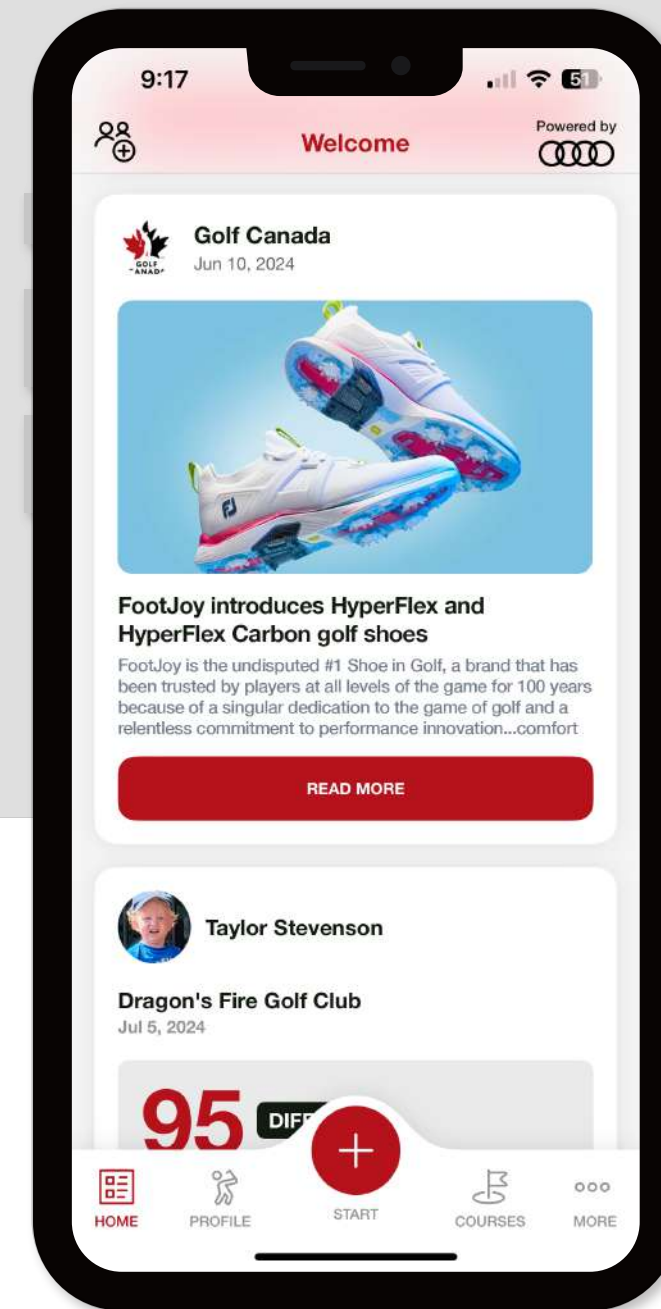 9:17
51
Welcome
Powered by
Golf Canada
Jun 10, 2024
GOLF
FootJoy introduces HyperFlex and
HyperFlex Carbon golf shoes
FootJoy is the undisputed #1 Shoe in Golf, a brand that has
been trusted by players at all levels of the game for 100 years
because of a singular dedication to the game of golf and a
relentless commitment to performance innovation...comfort
READ MORE
Taylor Stevenson
Dragon's Fire Golf Club
Jul 5, 2024
95
HOME
PROFILE
START
COURSES
MORE